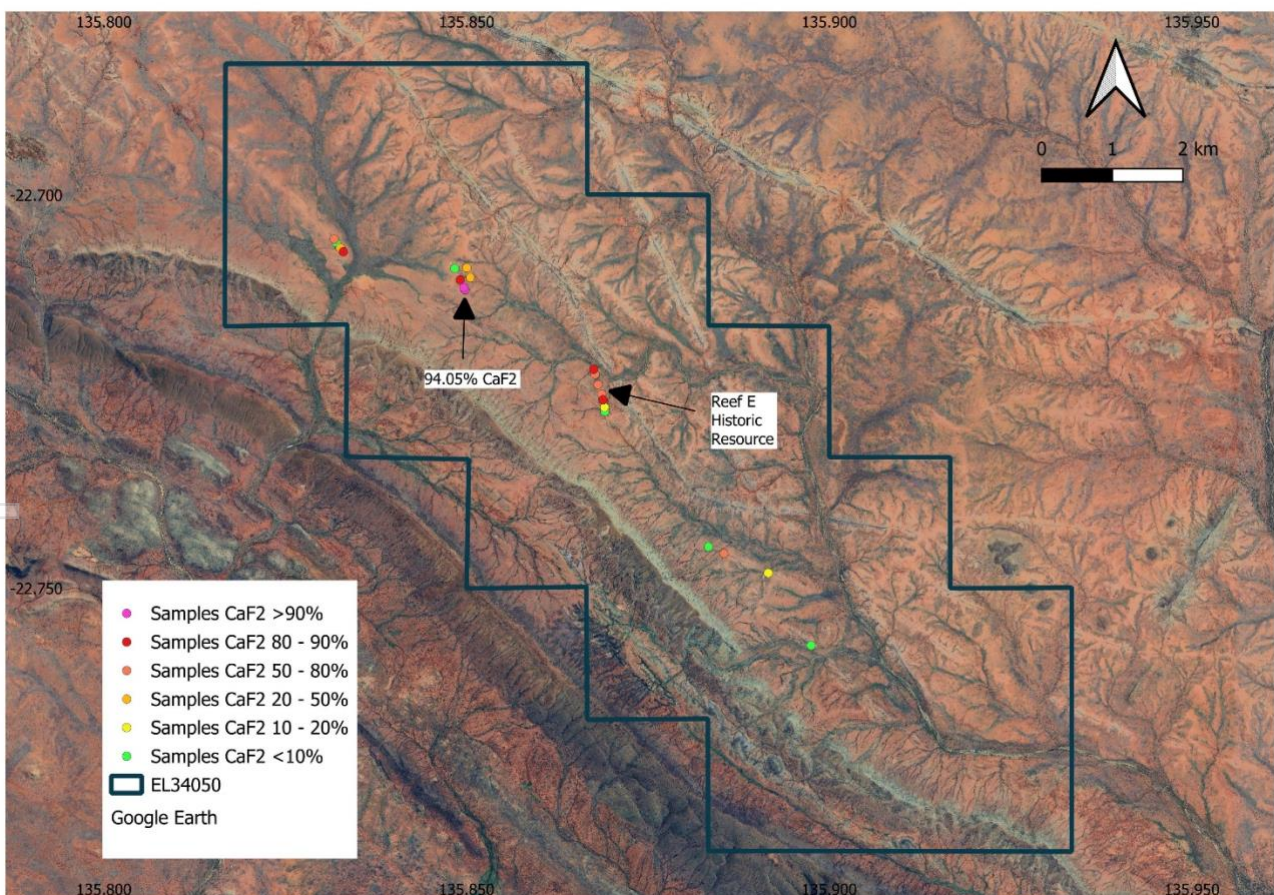 135.800 135.850 135.900 135.950
0 1 2 km
-22.700
94.05% CaF2
Reef E
Historic
Resource
-22.750
Samples CaF2 >90%
Samples CaF2 80 - 90%
Samples CaF2 50 - 80%
Samples CaF2 20 - 50%
Samples CaF2 10 - 20%
Samples CaF2 <10%
EL34050
Google Earth
135.800 135.850 135.900 135.950